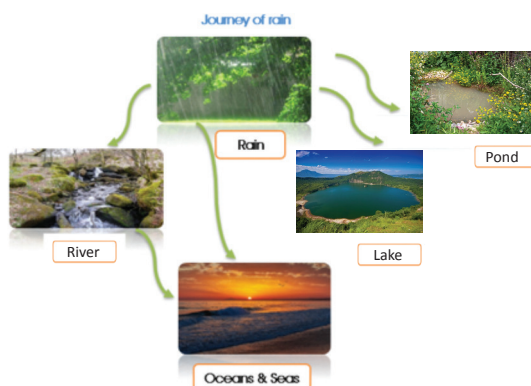 Journey of rain
Rain
Pond
River
Lake
Oceans & Seas